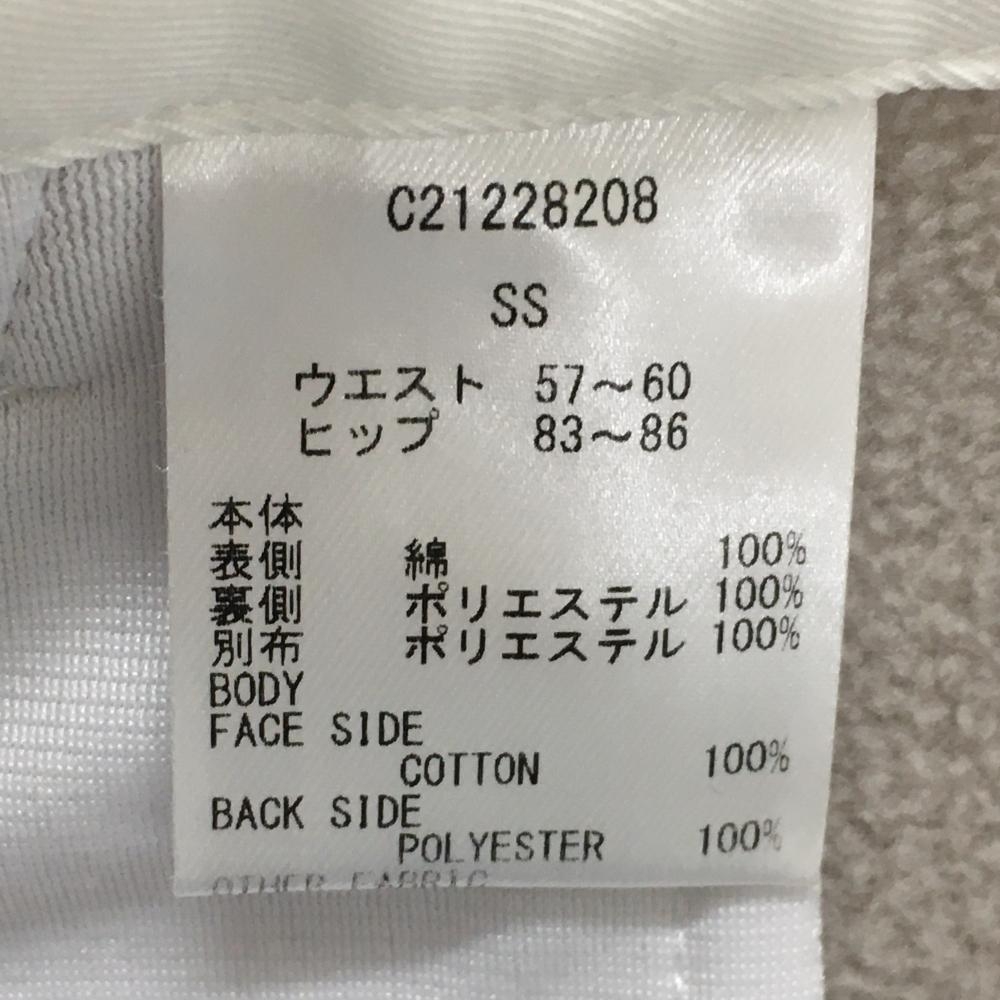 C21228208
SS
ウエスト 57～60
ヒップ 83～86
本体
表側 綿 100%
裏側 ポリエステル 100%
別布 ポリエステル 100%
BODY
FACE SIDE
COTTON 100%
BACK SIDE
POLYESTER 100%
OTHER FABRIC